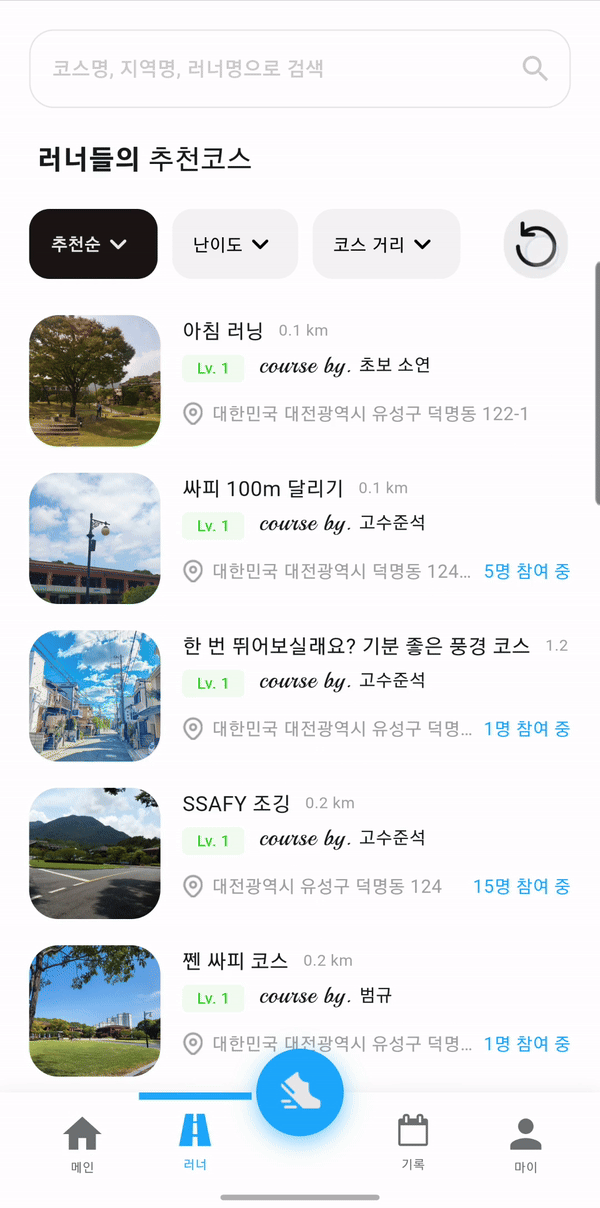 코스명, 지역명, 러너명으로 검색
러너들의 추천코스
추천순 난이도 코스 거리
아침 러닝 0.1 km
Lv. 1 course by. 초보 소연
대한민국 대전광역시 유성구 덕명동 122-1
싸피 100m 달리기 0.1 km
Lv. 1 course by. 고수준석
대한민국 대전광역시 덕명동 124... 5명 참여 중
한 번 뛰어보실래요? 기분 좋은 풍경 코스 1.2
Lv. 1 course by. 고수준석
대한민국 대전광역시 유성구 덕명... 1명 참여 중
SSAFY 조깅 0.2 km
Lv. 1 course by. 고수준석
대전광역시 유성구 덕명동 124 15명 참여 중
쩬 싸피 코스 0.2 km
Lv. 1 course by. 범규
대한민국 대전광역시 유성구 덕명... 1명 참여 중
메인 러너 기록 마이